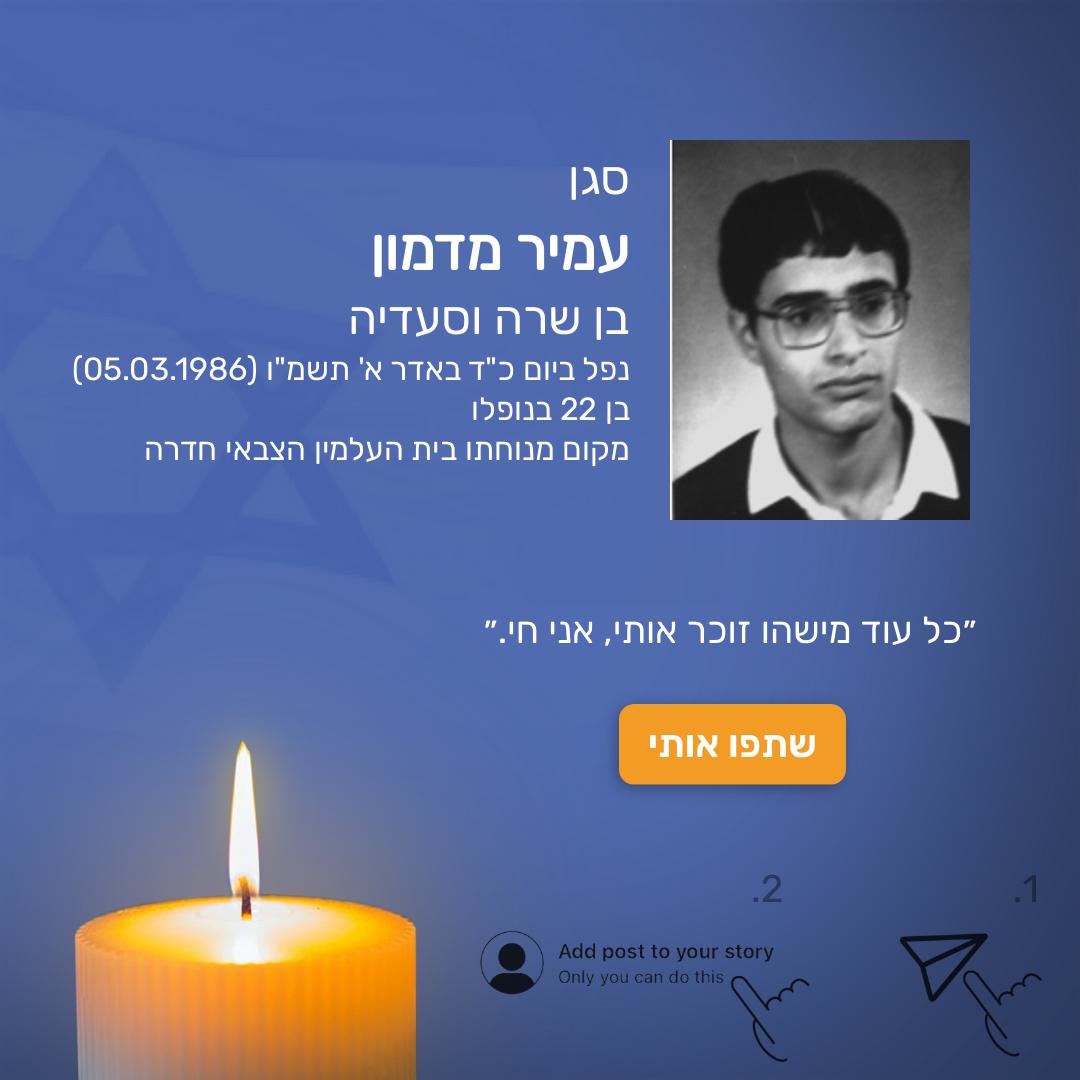 סגן
עמיר מדמון
בן שרה וסעדיה
נפל ביום כ"ד באדר א' תשמ"ו (05.03.1986)
בן 22 בנופלו
מקום מנוחתו בית העלמין הצבאי חדרה
״כל עוד מישהו זוכר אותי, אני חי.״
שתפו אותי
.1
.2
Add post to your story
Only you can do this